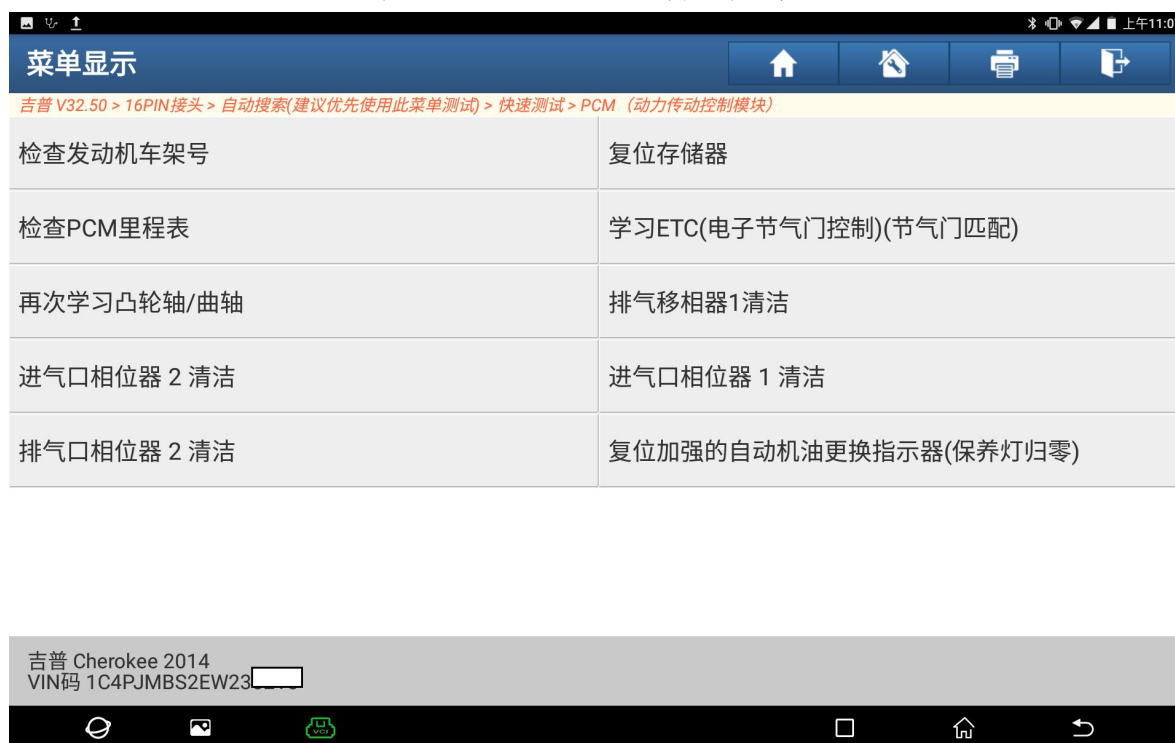 上午11:0
菜单显示
吉普 V32.50 > 16PIN接头 > 自动搜索(建议优先使用此菜单测试) > 快速测试 > PCM（动力传动控制模块）
检查发动机车架号
复位存储器
检查PCM里程表
学习ETC(电子节气门控制)(节气门匹配)
再次学习凸轮轴/曲轴
排气移相器1清洁
进气口相位器 2 清洁
进气口相位器 1 清洁
排气口相位器 2 清洁
复位加强的自动机油更换指示器(保养灯归零)
吉普 Cherokee 2014
VIN码 1C4PJMBS2EW23
VCI